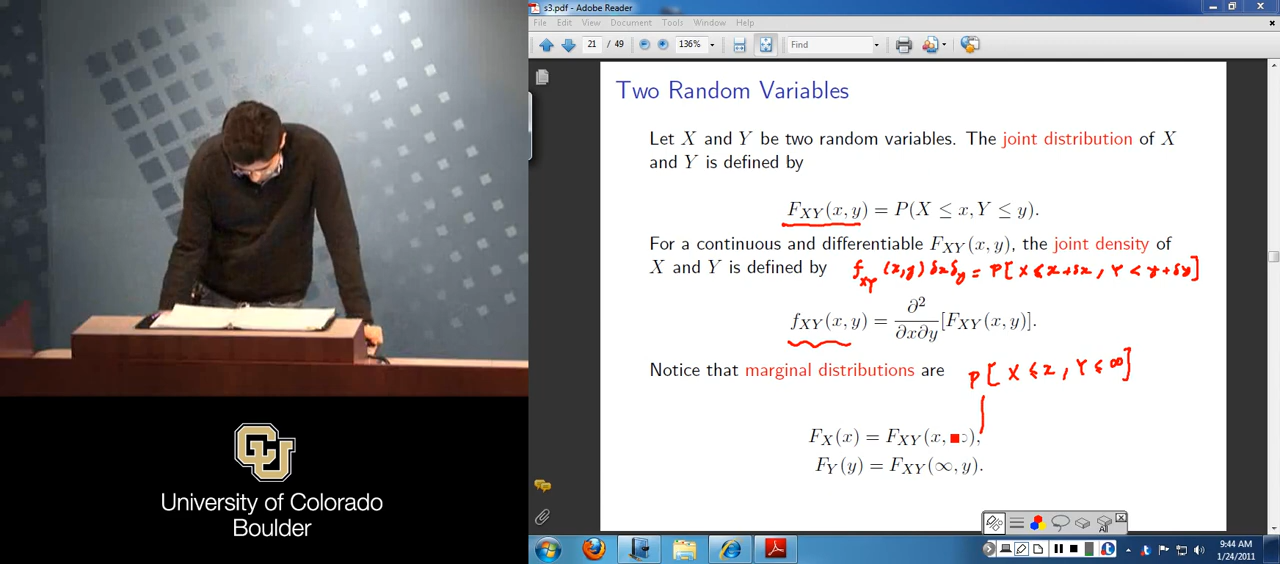 s3.pdf - Adobe Reader
File Edit View Document Tools Window Help
21 / 49 136% Find
Two Random Variables
Let X and Y be two random variables. The joint distribution of X
and Y is defined by
F_XY(x, y) = P(X ≤ x, Y ≤ y).
For a continuous and differentiable F_XY(x, y), the joint density of
X and Y is defined by f_XY (x,y) δx δy = P[ X ≤ x+δx, Y < y+δy]
f_XY(x, y) = ∂²/∂x∂y [F_XY(x, y)].
Notice that marginal distributions are P[ X ≤ x, Y ≤ ∞]
F_X(x) = F_XY(x, ),
F_Y(y) = F_XY(∞, y).
CU
University of Colorado
Boulder
All
9:44 AM
1/24/2011